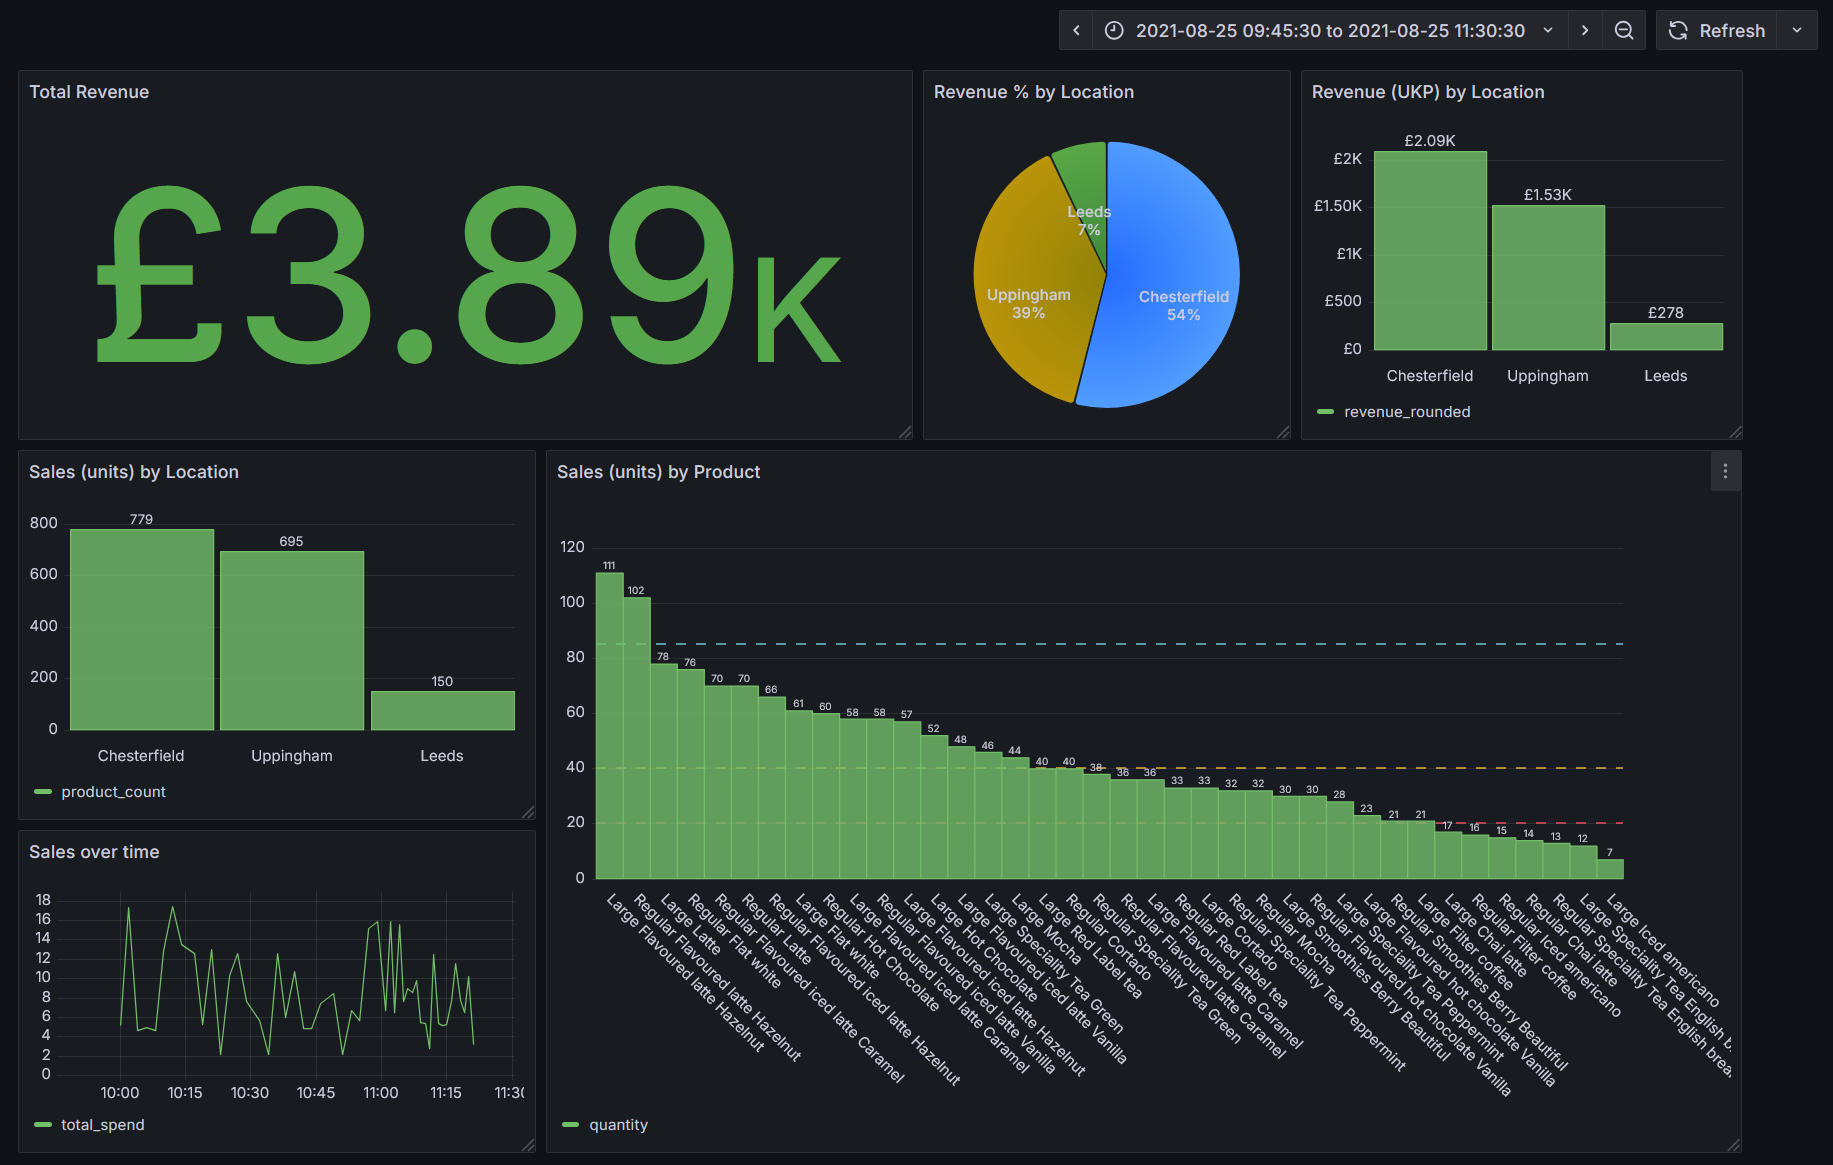 2021-08-25 09:45:30 to 2021-08-25 11:30:30
Refresh
Total Revenue
£3.89K
Revenue % by Location
Leeds
7%
Uppingham
39%
Chesterfield
54%
Revenue (UKP) by Location
£2K
£1.50K
£1K
£500
£0
£2.09K
£1.53K
£278
Chesterfield
Uppingham
Leeds
revenue_rounded
Sales (units) by Location
800
600
400
200
0
779
695
150
Chesterfield
Uppingham
Leeds
product_count
Sales (units) by Product
120
100
80
60
40
20
0
111
102
78
76
70
70
66
61
60
58
58
57
52
48
46
44
40
40
38
36
36
33
33
32
32
30
30
28
23
21
21
17
16
15
14
13
12
7
Large Flavoured latte Hazelnut
Regular Flavoured latte Hazelnut
Large Latte
Regular Flat white
Regular Flavoured iced latte Caramel
Regular Latte
Regular Flavoured iced latte Hazelnut
Large Flat white
Regular Hot Chocolate
Large Flavoured iced latte Caramel
Regular Flavoured iced latte Vanilla
Large Flavoured iced latte Hazelnut
Large Hot Chocolate
Large Flavoured iced latte Vanilla
Large Speciality Tea Green
Large Mocha
Large Red Label tea
Regular Cortado
Regular Speciality Tea Green
Regular Flavoured latte Caramel
Large Flavoured latte Caramel
Regular Red Label tea
Large Cortado
Regular Speciality Tea Peppermint
Regular Mocha
Large Smoothies Berry Beautiful
Regular Flavoured hot chocolate Vanilla
Large Speciality Tea Peppermint
Large Flavoured hot chocolate Vanilla
Regular Smoothies Berry Beautiful
Large Filter coffee
Large Chai latte
Regular Filter coffee
Regular Iced americano
Regular Chai latte
Regular Speciality Tea English brea
Large Speciality Tea English b
Large Iced americano
quantity
Sales over time
18
16
14
12
10
8
6
4
2
0
10:00
10:15
10:30
10:45
11:00
11:15
11:30
total_spend